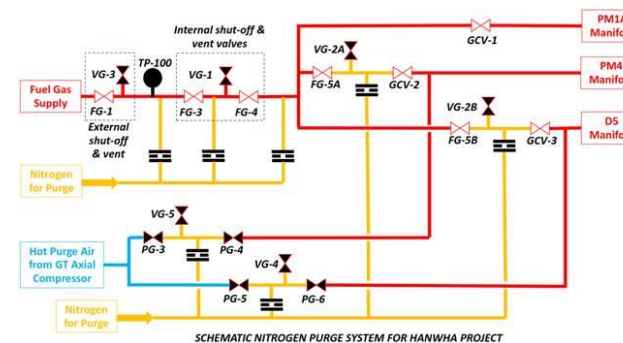 Internal shut-off &
vent valves
PM1A
Manifo
GCV-1
VG-2A
VG-3
TP-100
VG-1
Fuel Gas
Supply
FG-5A
GCV-2
PM4
Manifo
FG-1
FG-3
FG-4
VG-2B
External
shut-off
& vent
FG-5B
GCV-3
D5
Manifo
Nitrogen
for Purge
VG-5
PG-3
PG-4
Hot Purge Air
from GT Axial
Compressor
VG-4
PG-5
PG-6
Nitrogen
for Purge
SCHEMATIC NITROGEN PURGE SYSTEM FOR HANWHA PROJECT